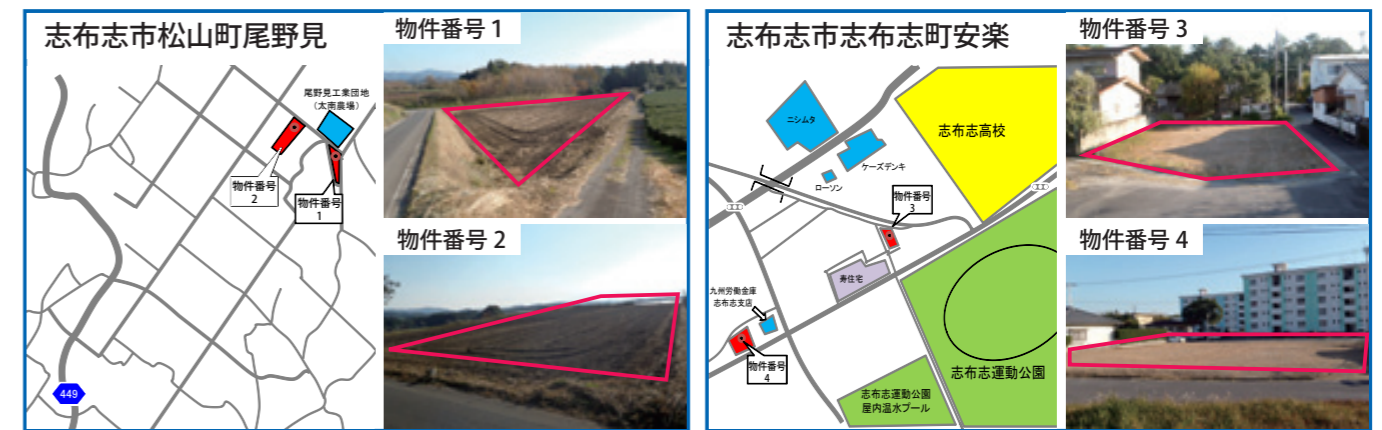 志布志市松山町尾野見
尾野見工業団地
（太南農場）
物件番号
2
物件番号
1
449
物件番号 1
物件番号 2
志布志市志布志町安楽
ニシムタ
ケーズデンキ
ローソン
志布志高校
物件番号
3
寿住宅
九州労働金庫
志布志支店
物件番号
4
志布志運動公園
志布志運動公園
屋内温水プール
物件番号 3
物件番号 4